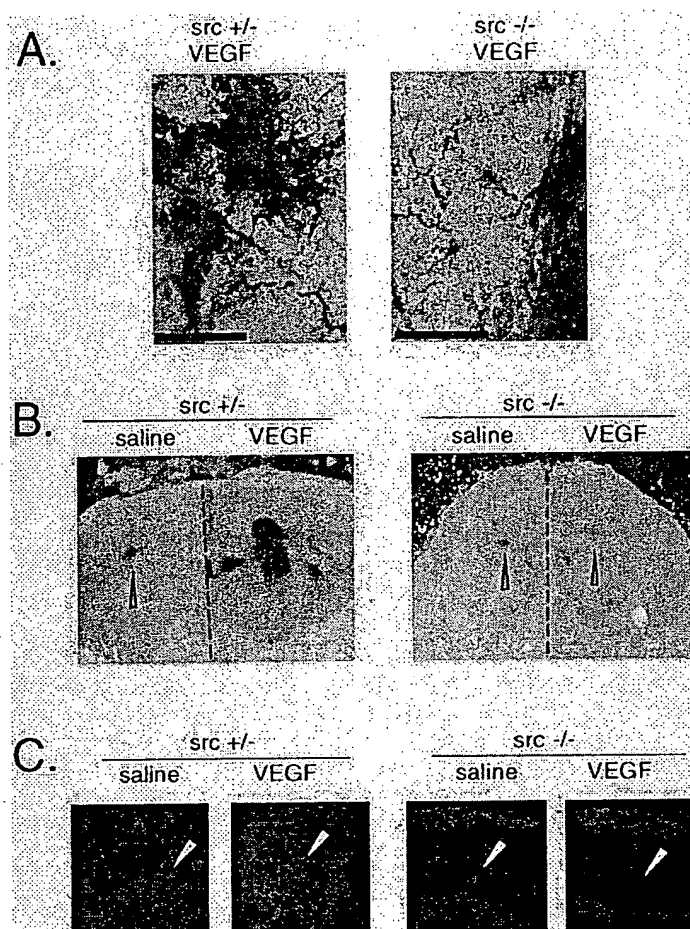 A.
src +/-
VEGF
src -/-
VEGF
B.
src +/-
src -/-
saline VEGF
saline VEGF
C.
src +/-
src -/-
saline VEGF
saline VEGF